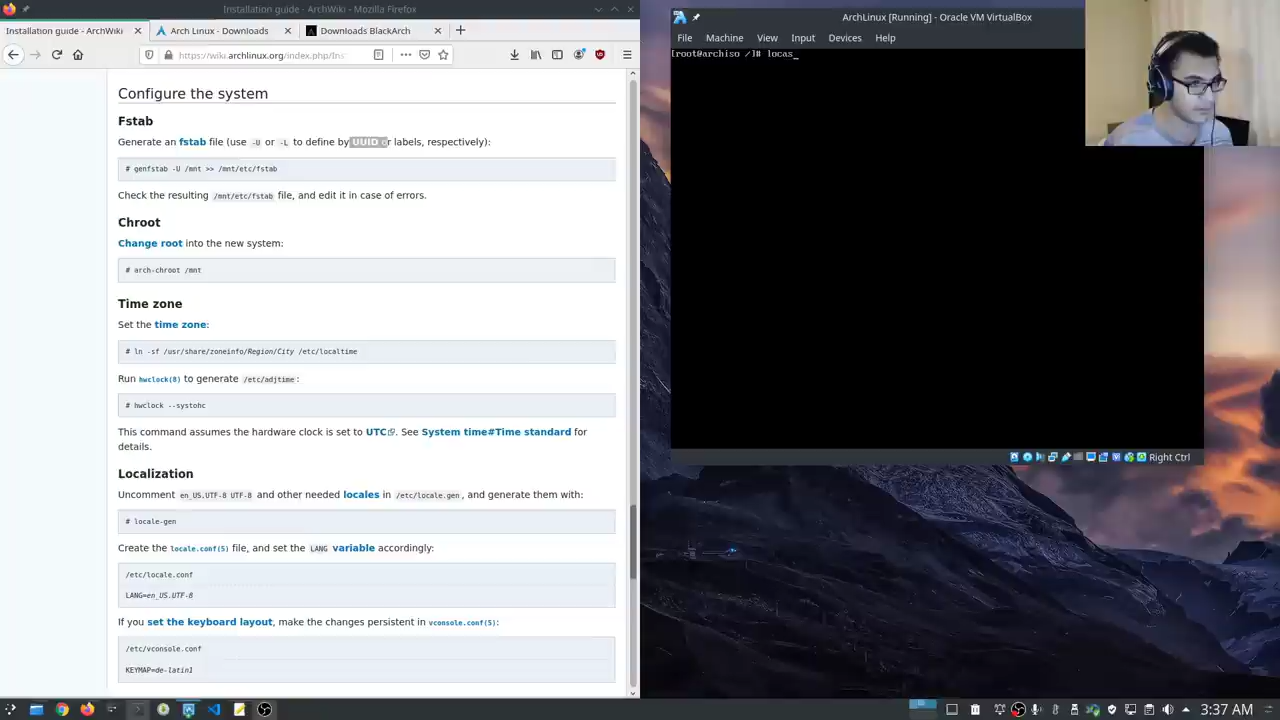 Installation guide - ArchWiki - Mozilla Firefox
Installation guide - ArchWiki
Arch Linux - Downloads
Downloads BlackArch
https://wiki.archlinux.org/index.php/Ins
Configure the system
Fstab
Generate an fstab file (use -U or -L to define by UUID or labels, respectively):
# genfstab -U /mnt >> /mnt/etc/fstab
Check the resulting /mnt/etc/fstab file, and edit it in case of errors.
Chroot
Change root into the new system:
# arch-chroot /mnt
Time zone
Set the time zone:
# ln -sf /usr/share/zoneinfo/Region/City /etc/localtime
Run hwclock(8) to generate /etc/adjtime:
# hwclock --systohc
This command assumes the hardware clock is set to UTC. See System time#Time standard for
details.
Localization
Uncomment en_US.UTF-8 UTF-8 and other needed locales in /etc/locale.gen, and generate them with:
# locale-gen
Create the locale.conf(5) file, and set the LANG variable accordingly:
/etc/locale.conf
LANG=en_US.UTF-8
If you set the keyboard layout, make the changes persistent in vconsole.conf(5):
/etc/vconsole.conf
KEYMAP=de-latin1
ArchLinux [Running] - Oracle VM VirtualBox
File Machine View Input Devices Help
[root@archiso /]# locas_
Right Ctrl
3:37 AM